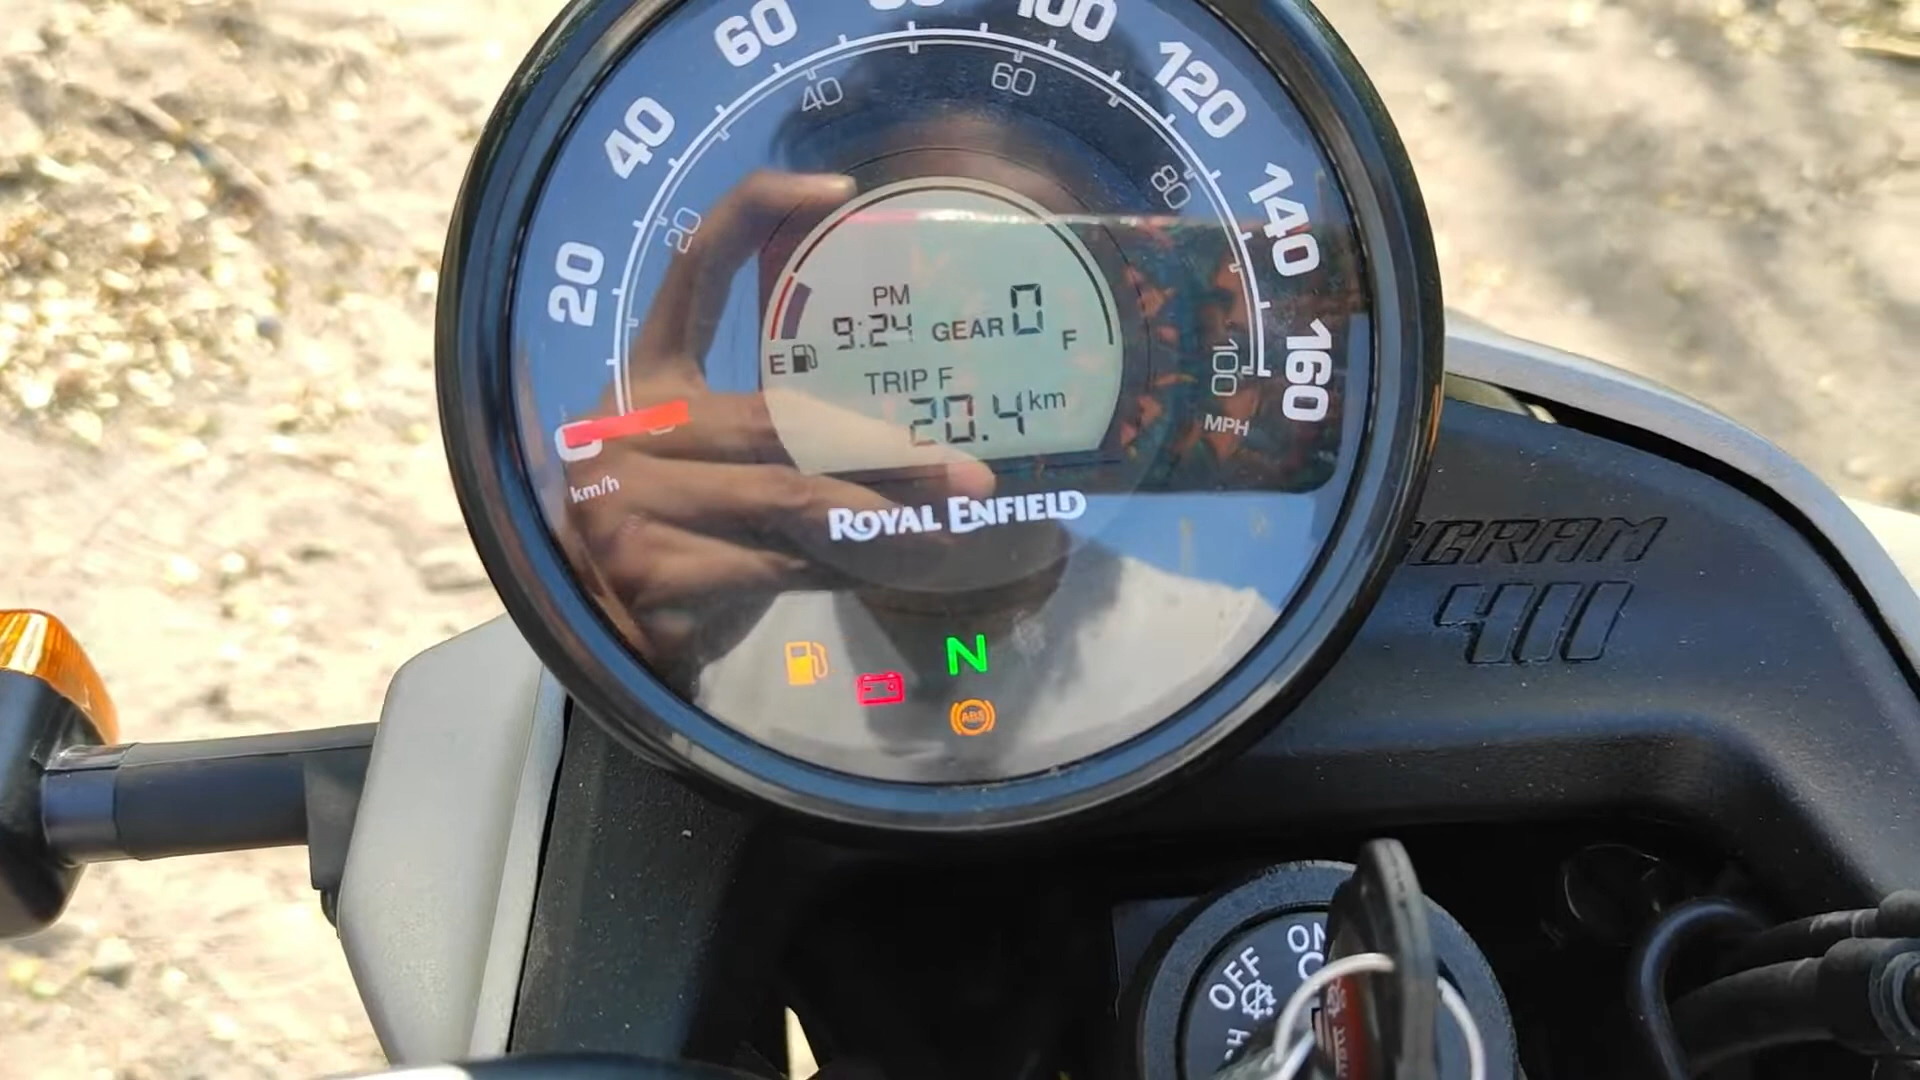 60
100
40
120
40
60
20
80
140
20
PM
9:24 GEAR 0
E
F
100
160
TRIP F
20.4 km
MPH
0
km/h
ROYAL ENFIELD
SCRAM
411
N
ABS
ON
OFF